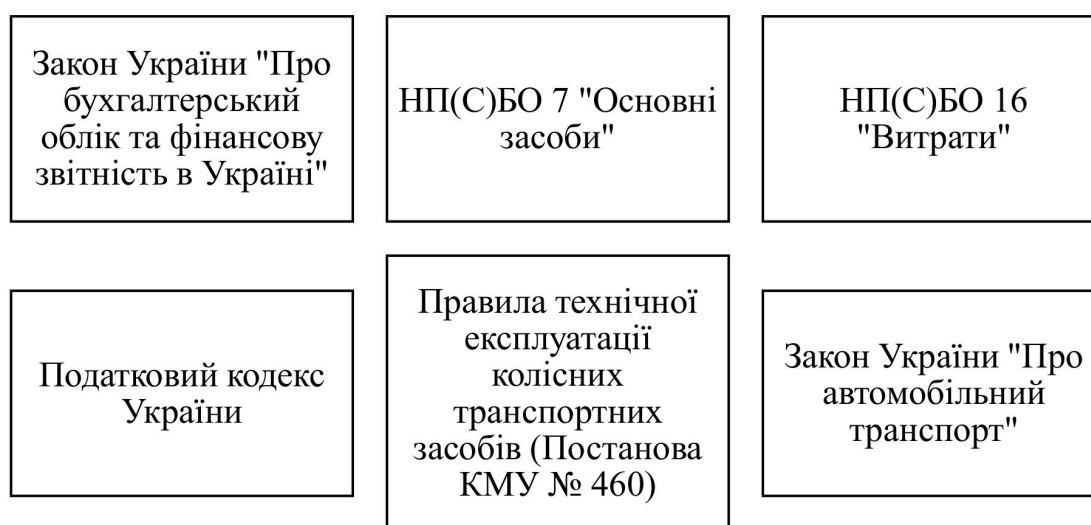 Закон України "Про
бухгалтерський
облік та фінансову
звітність в Україні"
НП(С)БО 7 "Основні
засоби"
НП(С)БО 16
"Витрати"
Податковий кодекс
України
Правила технічної
експлуатації
колісних
транспортних
засобів (Постанова
КМУ № 460)
Закон України "Про
автомобільний
транспорт"